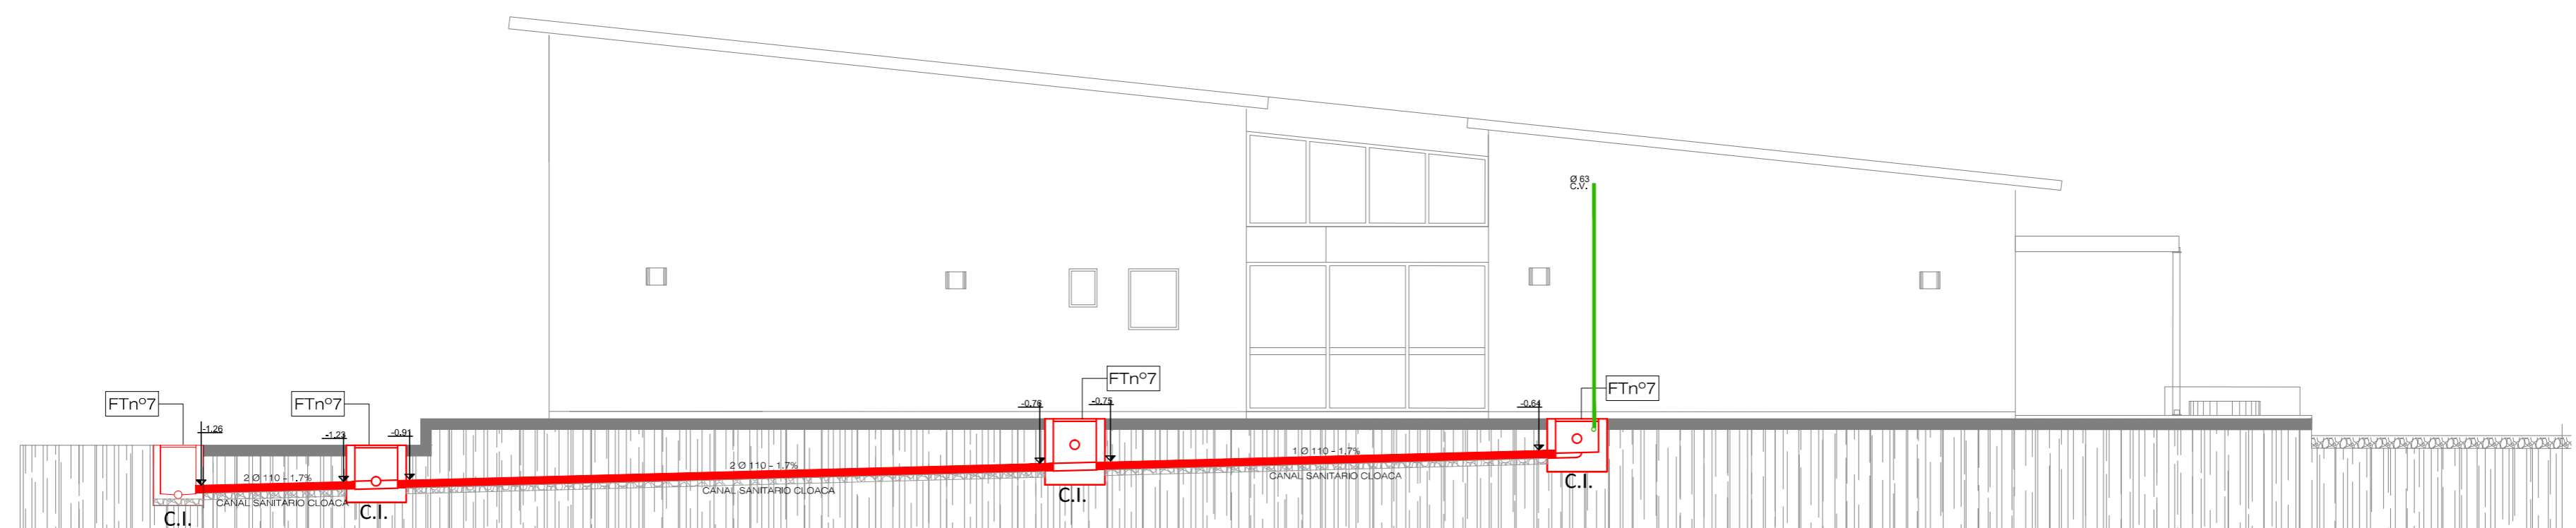 Ø 63
C.V.
FTnº7
FTnº7
FTnº7
FTnº7
-1.26
-1.23
-0.91
-0.76
-0.75
-0.64
2 Ø 110 - 1.7%
CANAL SANITARIO CLOACA
2 Ø 110 - 1.7%
CANAL SANITARIO CLOACA
1 Ø 110 - 1.7%
CANAL SANITARIO CLOACA
C.I.
C.I.
C.I.
C.I.